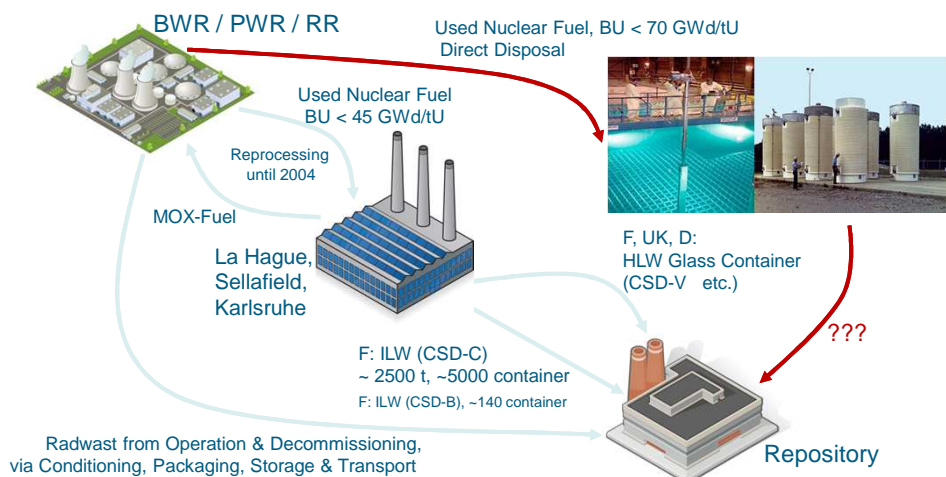 BWR / PWR / RR
Used Nuclear Fuel, BU < 70 GWd/tU
Direct Disposal
Used Nuclear Fuel
BU < 45 GWd/tU
Reprocessing
until 2004
MOX-Fuel
La Hague,
Sellafield,
Karlsruhe
F, UK, D:
HLW Glass Container
(CSD-V etc.)
???
F: ILW (CSD-C)
~ 2500 t, ~5000 container
F: ILW (CSD-B), ~140 container
Radwast from Operation & Decommissioning,
via Conditioning, Packaging, Storage & Transport
Repository